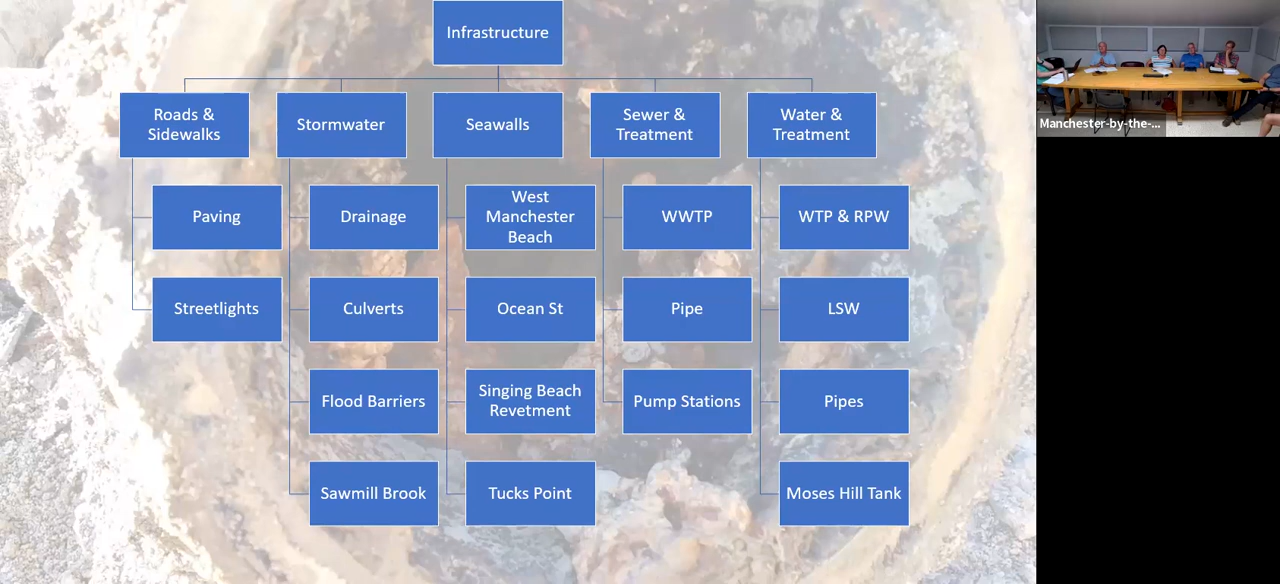 Infrastructure
Roads &
Sidewalks
Stormwater
Seawalls
Sewer &
Treatment
Water &
Treatment
Paving
Drainage
West
Manchester
Beach
WWTP
WTP & RPW
Streetlights
Culverts
Ocean St
Pipe
LSW
Flood Barriers
Singing Beach
Revetment
Pump Stations
Pipes
Sawmill Brook
Tucks Point
Moses Hill Tank
Manchester-by-the-...